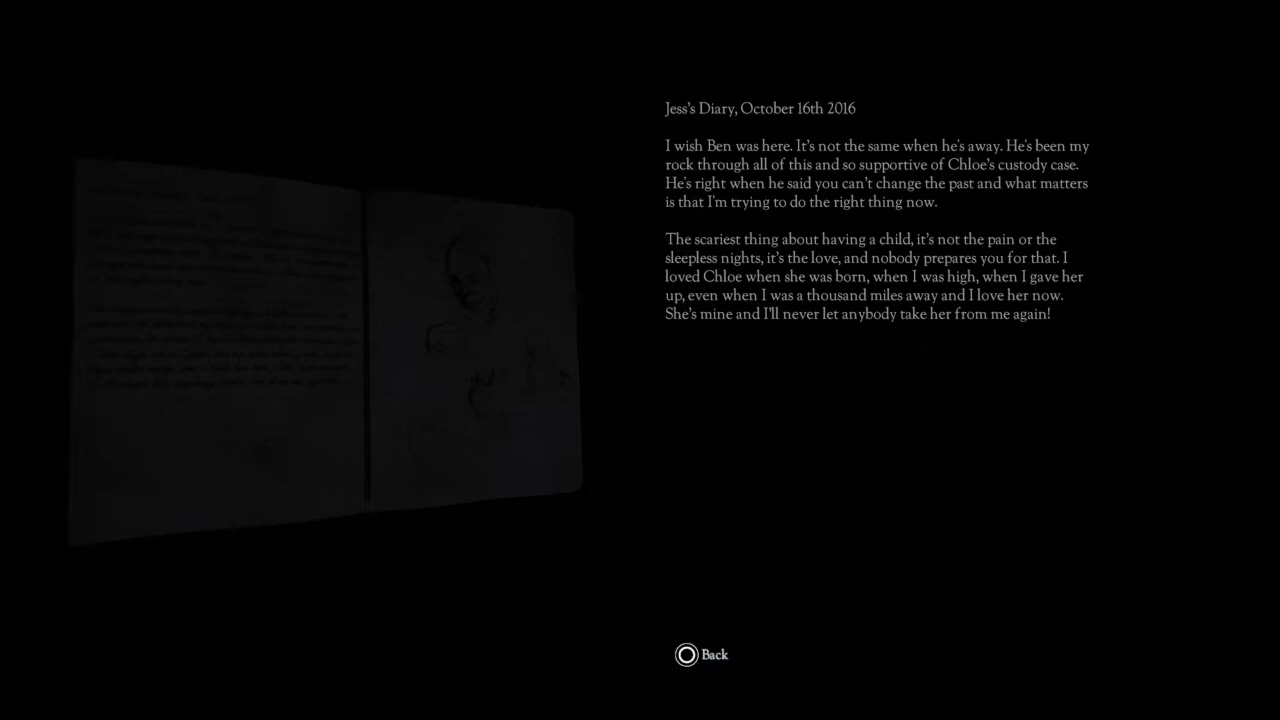 Jess's Diary, October 16th 2016
I wish Ben was here. It's not the same when he's away. He's been my
rock through all of this and so supportive of Chloe's custody case.
He's right when he said you can't change the past and what matters
is that I'm trying to do the right thing now.
The scariest thing about having a child, it's not the pain or the
sleepless nights, it's the love, and nobody prepares you for that. I
loved Chloe when she was born, when I was high, when I gave her
up, even when I was a thousand miles away and I love her now.
She's mine and I'll never let anybody take her from me again!
Back